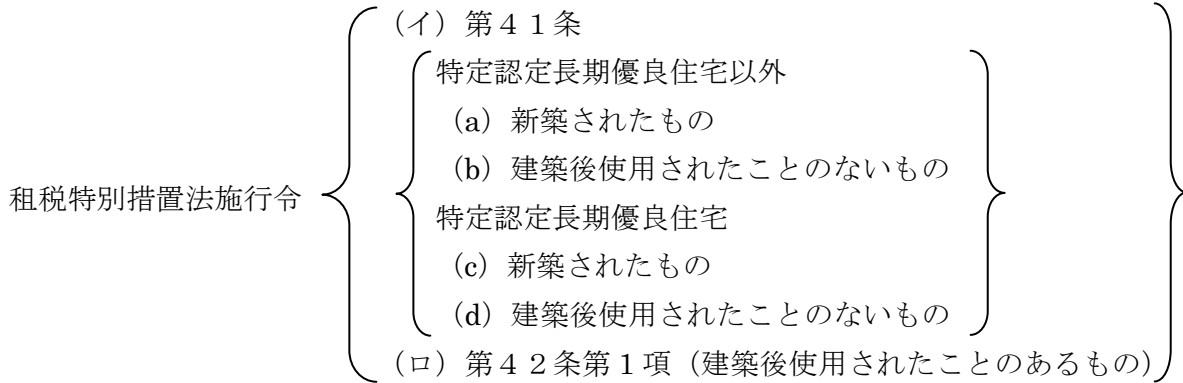 (イ)第41条
特定認定長期優良住宅以外
(a)新築されたもの
(b)建築後使用されたことのないもの
租税特別措置法施行令
特定認定長期優良住宅
(c)新築されたもの
(d)建築後使用されたことのないもの
(ロ)第42条第1項(建築後使用されたことのあるもの)